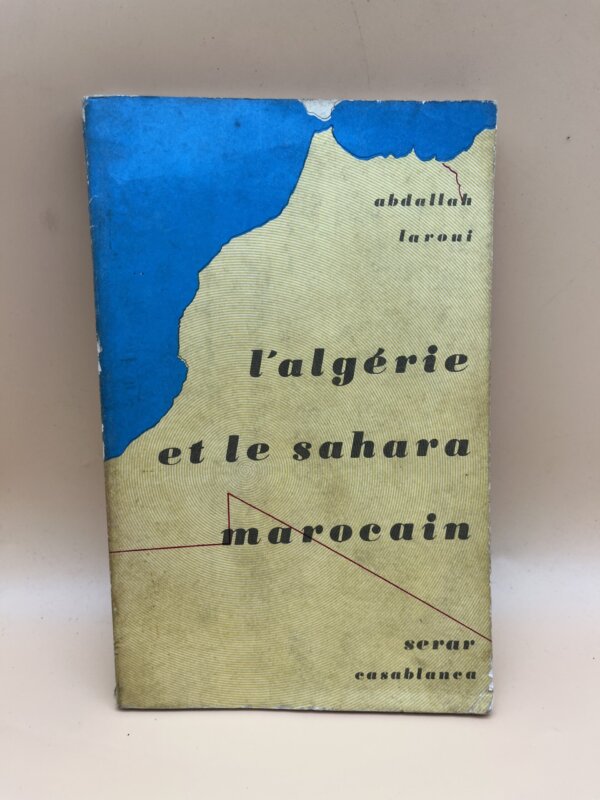 abdallah
laroui
l'algérie
et le sahara
marocain
serar
casablanca